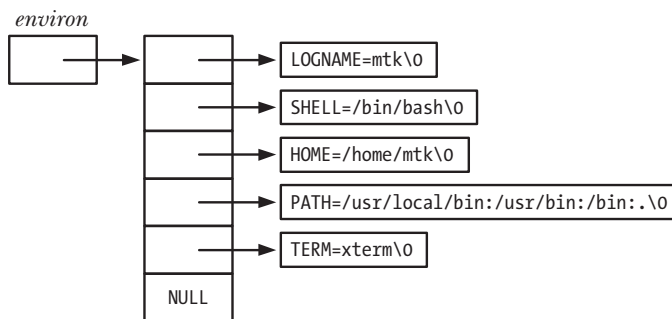 environ
LOGNAME=mtk\0
SHELL=/bin/bash\0
HOME=/home/mtk\0
PATH=/usr/local/bin:/usr/bin:/bin:.\0
TERM=xterm\0
NULL